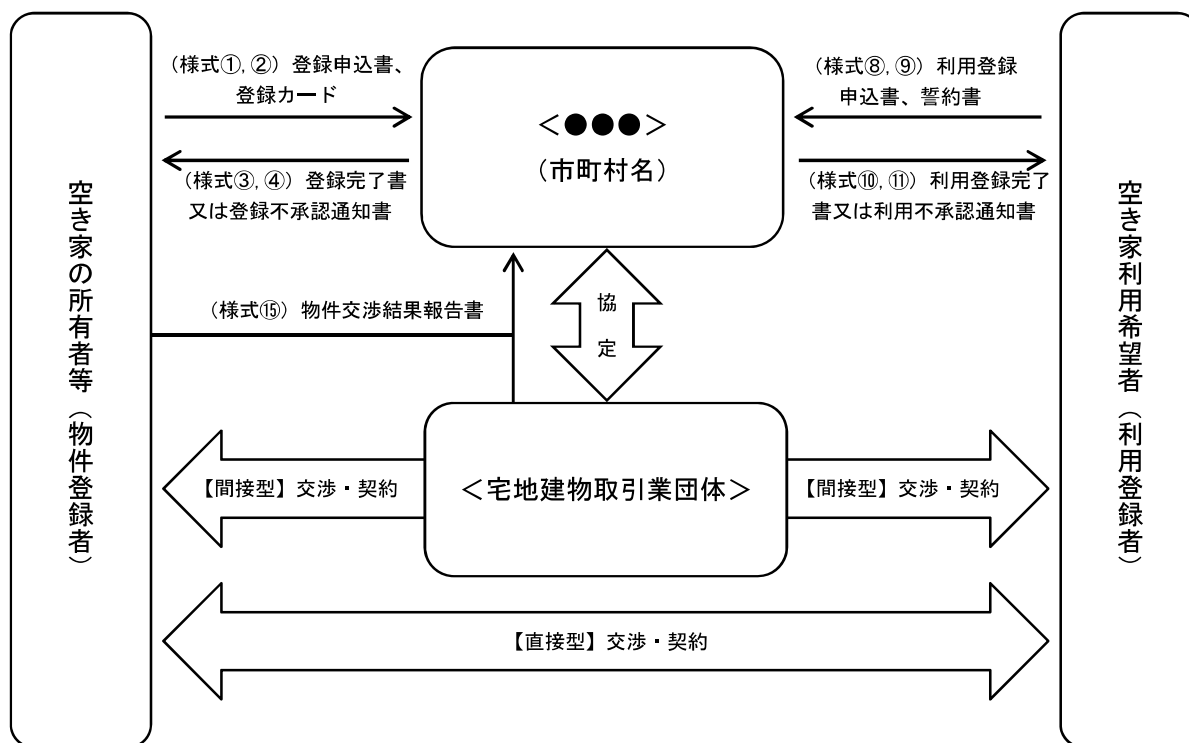 空き家の所有者等（物件登録者）
（様式①,②）登録申込書、
登録カード
（様式③,④）登録完了書
又は登録不承認通知書
＜●●●＞
（市町村名）
（様式⑧,⑨）利用登録
申込書、誓約書
（様式⑩,⑪）利用登録完了
書又は利用不承認通知書
空き家利用希望者（利用登録者）
（様式⑮）物件交渉結果報告書
協
定
【間接型】交渉・契約
＜宅地建物取引業団体＞
【間接型】交渉・契約
【直接型】交渉・契約